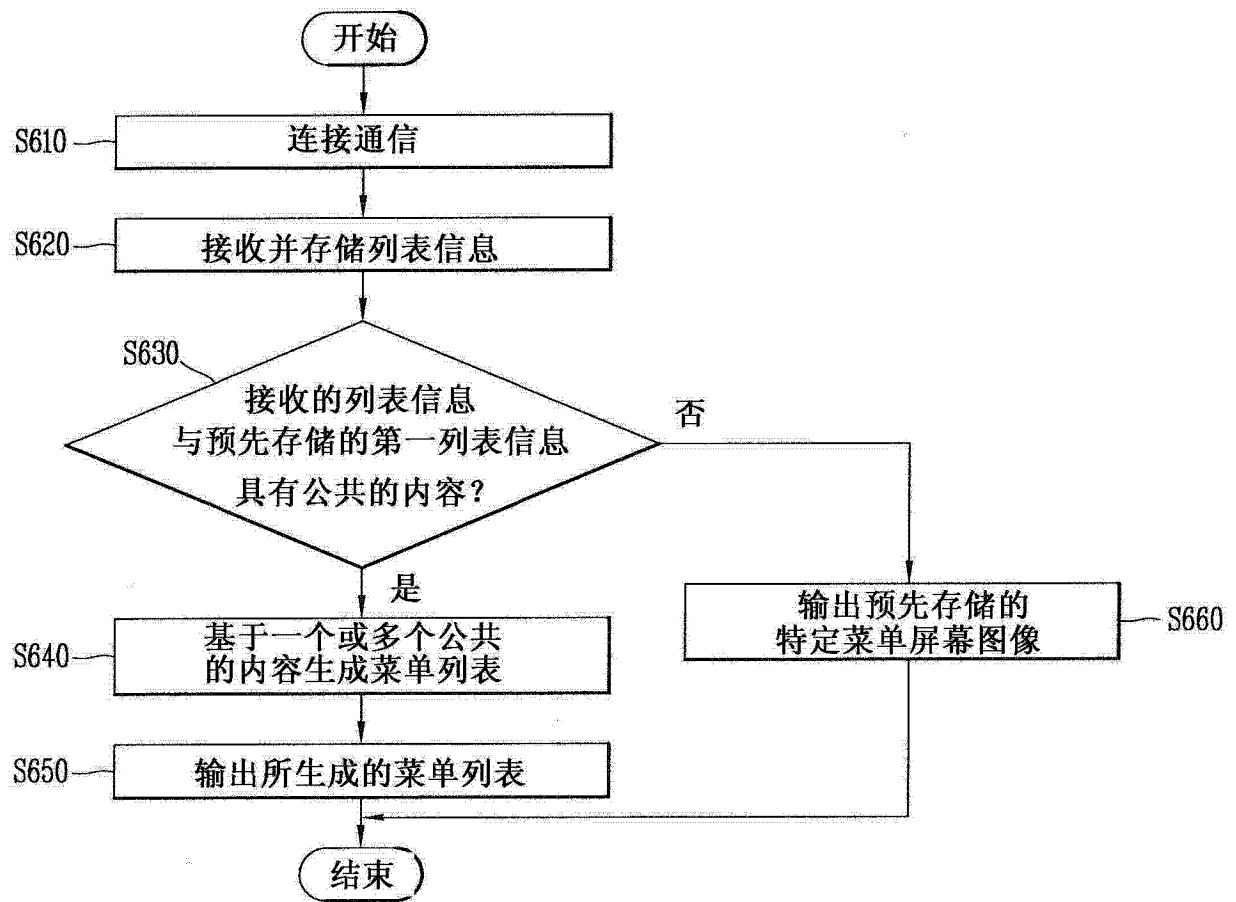 开始
S610
连接通信
S620
接收并存储列表信息
S630
接收的列表信息
与预先存储的第一列表信息
具有公共的内容？
否
是
S640
基于一个或多个公共
的内容生成菜单列表
输出预先存储的
特定菜单屏幕图像
S660
S650
输出所生成的菜单列表
结束